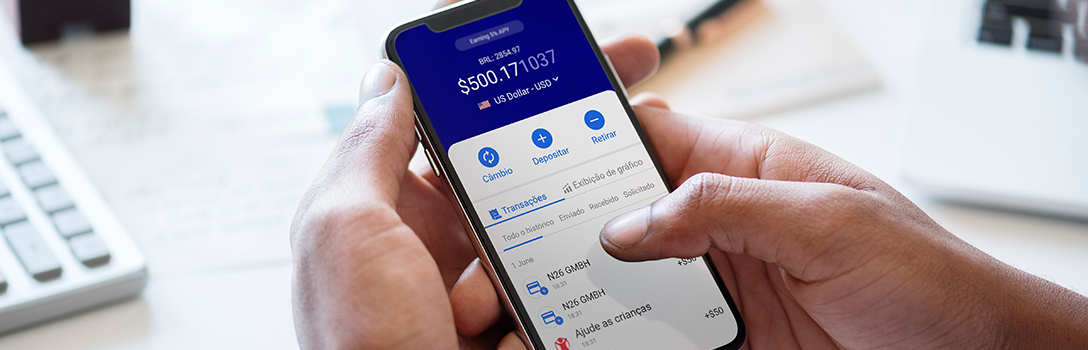 Earning 5% APY
BRL: 2854.97
$500.171037
US Dollar - USD
Câmbio
Depositar
Retirar
Transações
Exibição de gráfico
Todo o histórico
Enviado
Recebido
Solicitado
1 June
N26 GMBH
18:31
+$50
N26 GMBH
18:31
Ajude as crianças
18:31
+$50